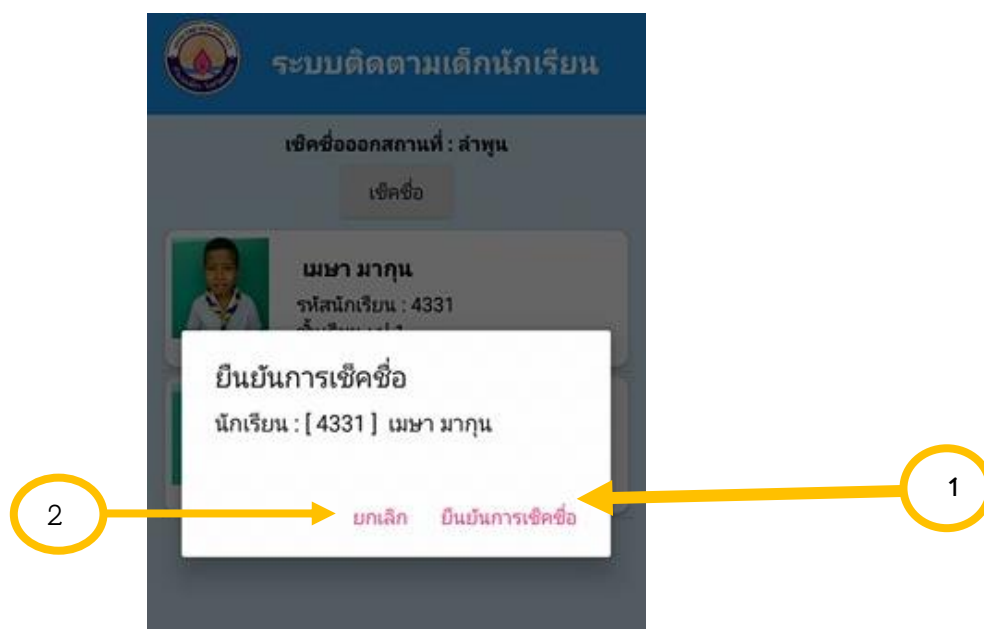 ระบบติดตามเด็กนักเรียน
เช็คชื่อออกสถานที่ : ลำพูน
เช็คชื่อ
เมษา มากุน
รหัสนักเรียน : 4331
ยืนยันการเช็คชื่อ
นักเรียน : [ 4331 ] เมษา มากุน
ยกเลิก ยืนยันการเช็คชื่อ
1
2